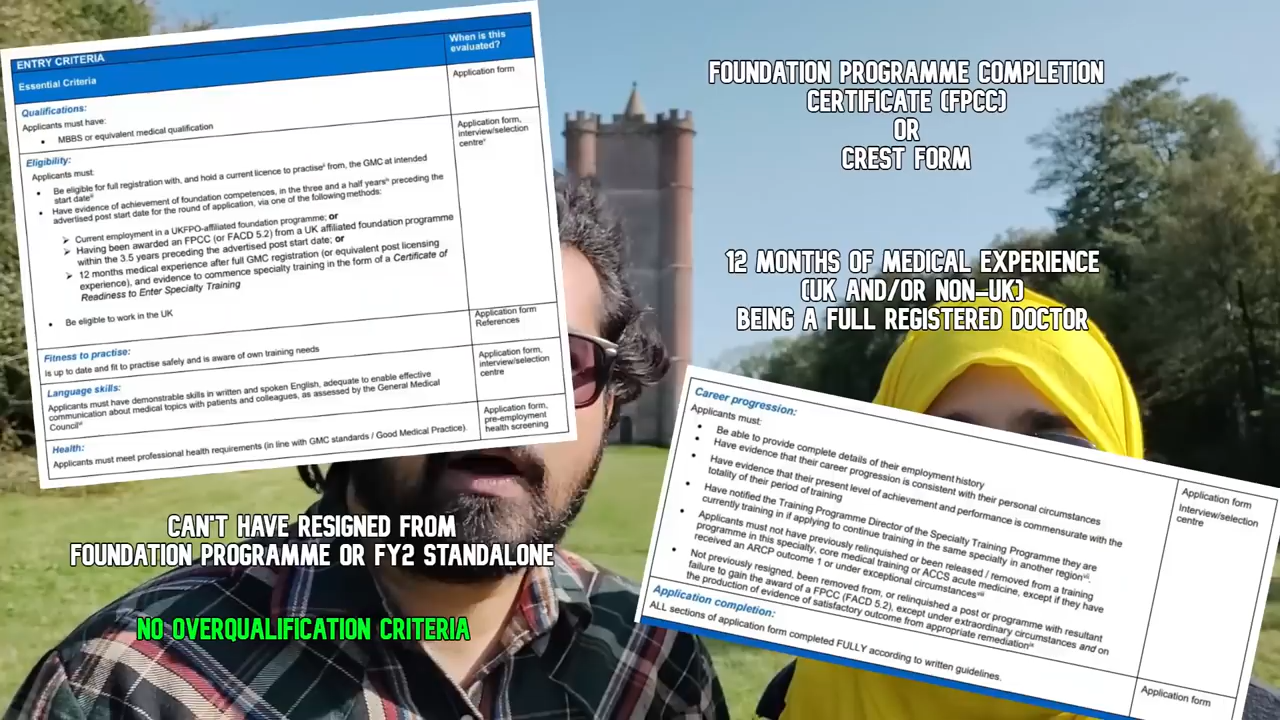 ENTRY CRITERIA
When is this
evaluated?
Essential Criteria
Application form
Qualifications:
Applicants must have:
• MBBS or equivalent medical qualification
Application form,
interview/selection
centre
Eligibility:
Applicants must:
• Be eligible for full registration with, and hold a current licence to practise from, the GMC at intended
start date
• Have evidence of achievement of foundation competences, in the three and a half years preceding the
advertised post start date for the round of application, via one of the following methods:
➢ Current employment in a UKFPO-affiliated foundation programme; or
➢ Having been awarded an FPCC (or FACD 5.2) from a UK affiliated foundation programme
within the 3.5 years preceding the advertised post start date; or
➢ 12 months medical experience after full GMC registration (or equivalent post licensing
experience), and evidence to commence specialty training in the form of a Certificate of
Readiness to Enter Specialty Training
• Be eligible to work in the UK
Application form
References
Fitness to practise:
Is up to date and fit to practise safely and is aware of own training needs
Application form,
interview/selection
centre
Language skills:
Applicants must have demonstrable skills in written and spoken English, adequate to enable effective
communication about medical topics with patients and colleagues, as assessed by the General Medical
Council
Application form,
pre-employment
health screening
Health:
Applicants must meet professional health requirements (in line with GMC standards / Good Medical Practice).
FOUNDATION PROGRAMME COMPLETION
CERTIFICATE (FPCC)
OR
CREST FORM
12 MONTHS OF MEDICAL EXPERIENCE
(UK AND/OR NON-UK)
BEING A FULL REGISTERED DOCTOR
CAN'T HAVE RESIGNED FROM
FOUNDATION PROGRAMME OR FY2 STANDALONE
NO OVERQUALIFICATION CRITERIA
Career progression:
Applicants must:
• Be able to provide complete details of their employment history
• Have evidence that their career progression is consistent with their personal circumstances
• Have evidence that their present level of achievement and performance is commensurate with the
totality of their period of training
• Have notified the Training Programme Director of the Specialty Training Programme they are
currently training in if applying to continue training in the same specialty in another region
• Applicants must not have previously relinquished or been released / removed from a training
programme in this specialty, core medical training or ACCS acute medicine, except if they have
received an ARCP outcome 1 or under exceptional circumstances
• Not previously resigned, been removed from, or relinquished a post or programme with resultant
failure to gain the award of a FPCC (FACD 5.2), except under extraordinary circumstances and on
the production of evidence of satisfactory outcome from appropriate remediation
Application form
Interview/selection
centre
Application completion:
ALL sections of application form completed FULLY according to written guidelines.
Application form